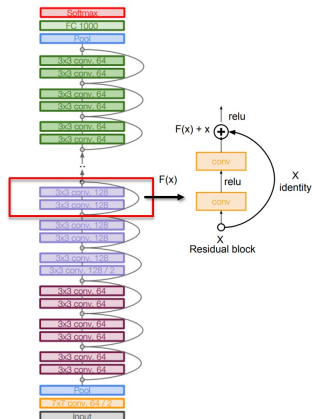 Softmax
FC 1000
Pool
3x3 conv, 64
3x3 conv, 64
3x3 conv, 64
3x3 conv, 64
3x3 conv, 64
3x3 conv, 64
..
3x3 conv, 128
3x3 conv, 128
3x3 conv, 128
3x3 conv, 128
3x3 conv, 128
3x3 conv, 128 / 2
3x3 conv, 64
3x3 conv, 64
3x3 conv, 64
3x3 conv, 64
3x3 conv, 64
3x3 conv, 64
Pool
7x7 conv, 64 / 2
Input
F(x)
relu
F(x) + x
conv
relu
conv
X
identity
X
Residual block